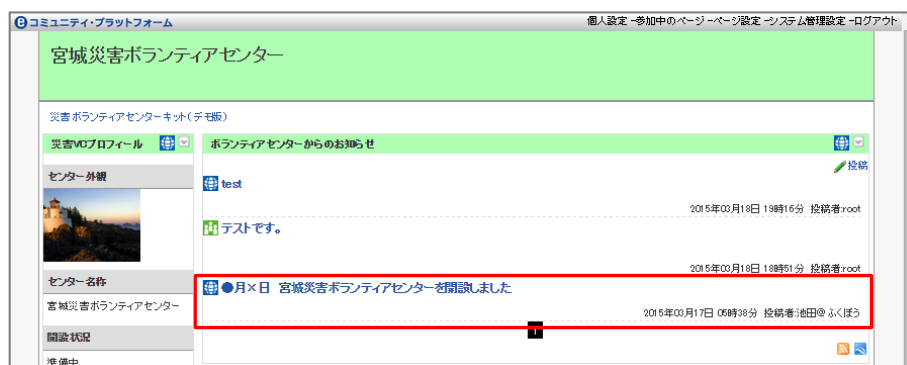 eコミュニティ・プラットフォーム
個人設定 -参加中のページ -ページ設定 -システム管理設定 -ログアウト
宮城災害ボランティアセンター
災害ボランティアセンターキット(デモ版)
災害VCプロフィール
ボランティアセンターからのお知らせ
投稿
センター外観
test
2015年03月18日 19時16分 投稿者:root
テストです。
2015年03月18日 18時51分 投稿者:root
センター名称
●月×日 宮城災害ボランティアセンターを開設しました
宮城災害ボランティアセンター
2015年03月17日 05時38分 投稿者:池田@ふくぼう
1
開設状況
準備中